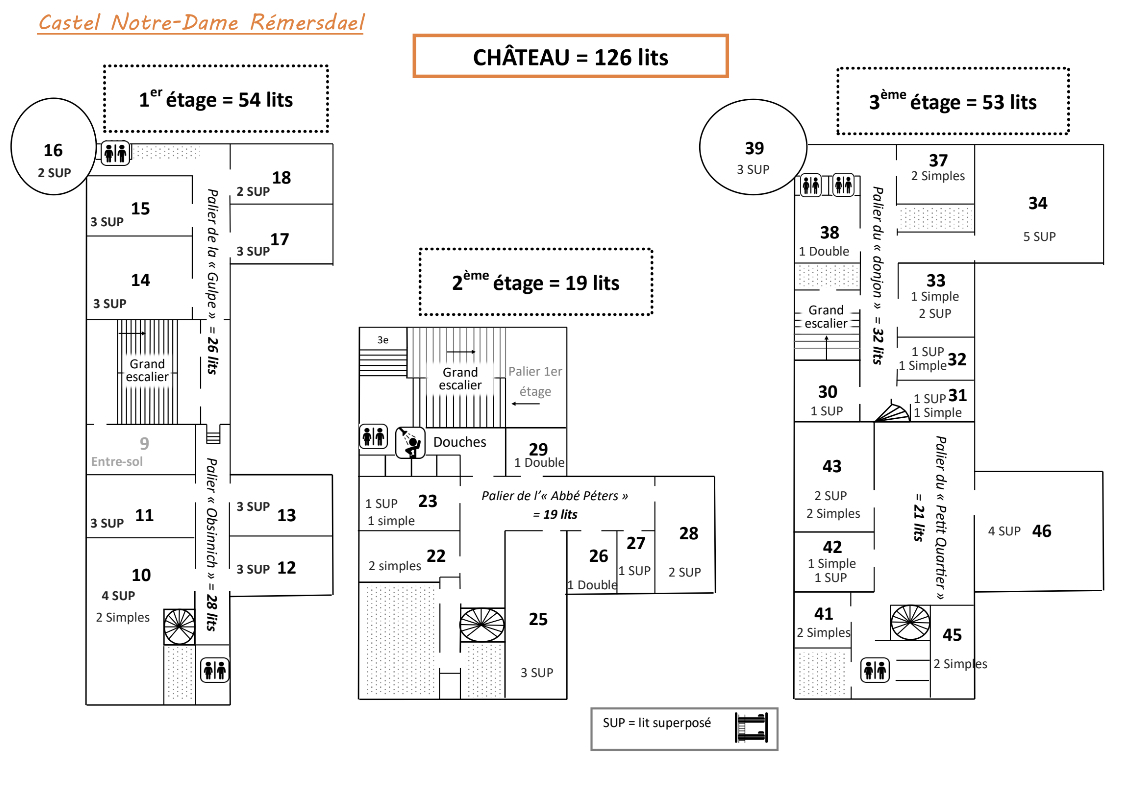 Castel Notre-Dame Rémersdael
CHÂTEAU = 126 lits
1er étage = 54 lits
16
2 SUP
18
2 SUP
15
3 SUP
17
3 SUP
14
3 SUP
Palier de la « Gulpe » = 26 lits
Grand
escalier
9
Entre-sol
11
3 SUP
13
3 SUP
10
4 SUP
2 Simples
12
3 SUP
Palier « Obsinnich » = 28 lits
2ème étage = 19 lits
3e
Grand
escalier
Palier 1er
étage
Douches
29
1 Double
23
1 SUP
1 simple
Palier de l'« Abbé Péters »
= 19 lits
22
2 simples
28
2 SUP
27
1 SUP
26
1 Double
25
3 SUP
3ème étage = 53 lits
39
3 SUP
37
2 Simples
34
5 SUP
38
1 Double
Palier du « donjon » = 32 lits
33
1 Simple
2 SUP
Grand
escalier
1 SUP
1 Simple 32
30
1 SUP
1 SUP 31
1 Simple
43
2 SUP
2 Simples
Palier du « Petit Quartier »
= 21 lits
4 SUP 46
42
1 Simple
1 SUP
41
2 Simples
45
2 Simples
SUP = lit superposé